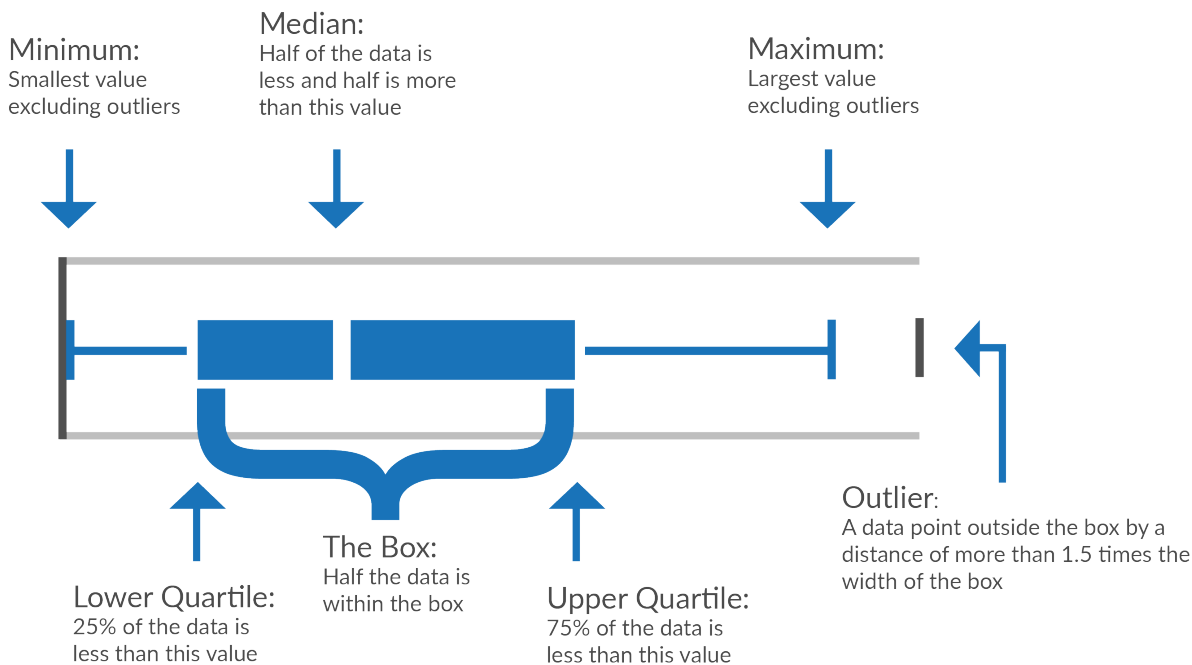 Minimum:
Smallest value
excluding outliers
Median:
Half of the data is
less and half is more
than this value
Maximum:
Largest value
excluding outliers
Lower Quartile:
25% of the data is
less than this value
The Box:
Half the data is
within the box
Upper Quartile:
75% of the data is
less than this value
Outlier:
A data point outside the box by a
distance of more than 1.5 times the
width of the box